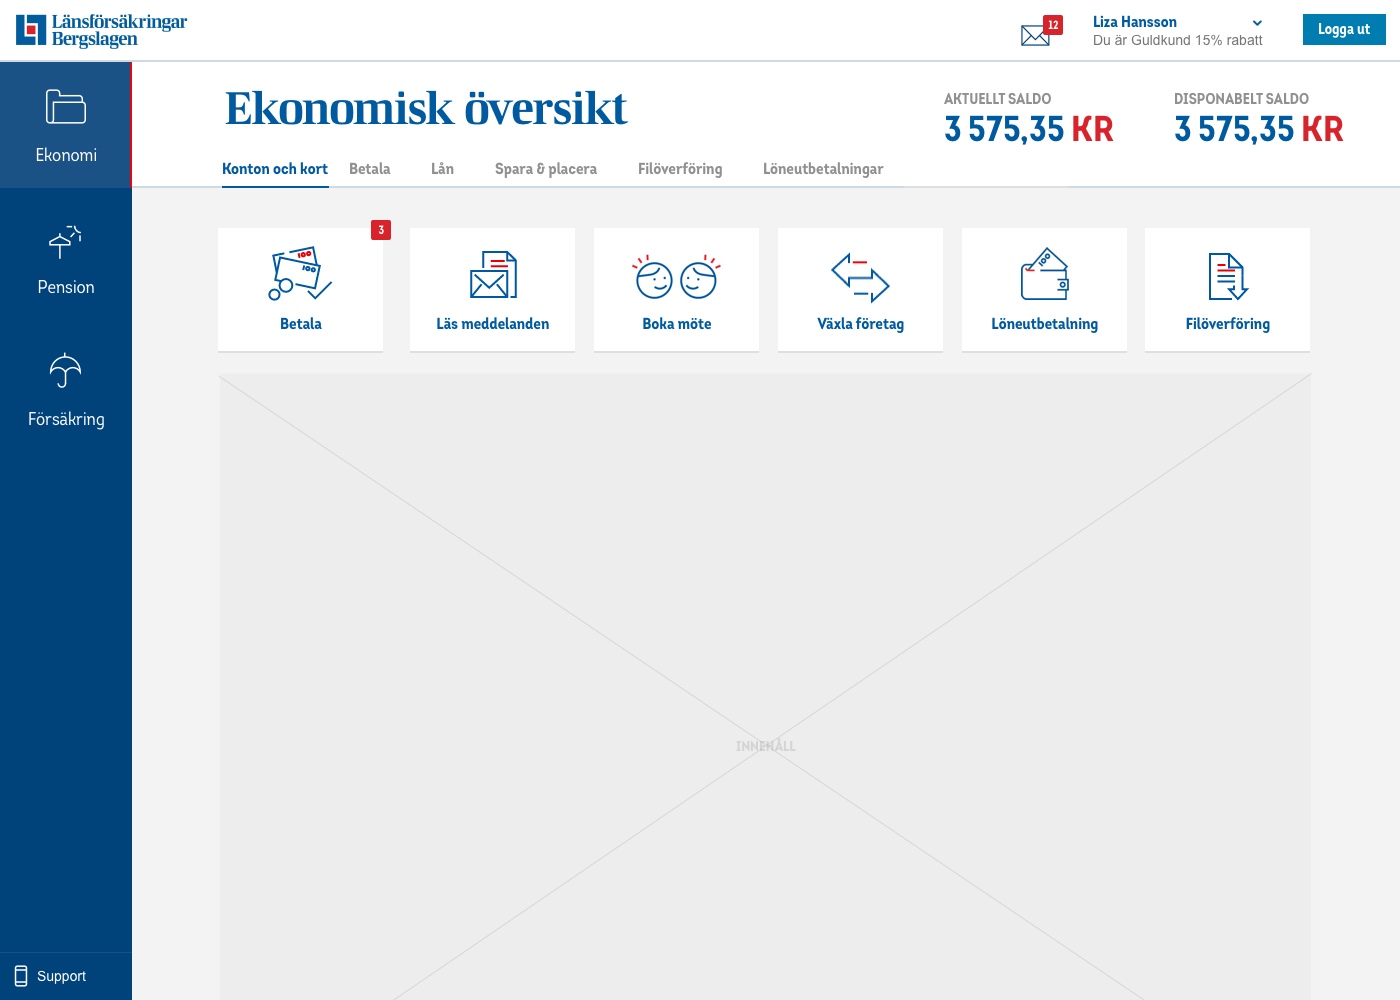 Länsförsäkringar
Bergslagen
12
Liza Hansson
Du är Guldkund 15% rabatt
Logga ut
Ekonomi
Pension
Försäkring
Support
Ekonomisk översikt
AKTUELLT SALDO
3 575,35 KR
DISPONABELT SALDO
3 575,35 KR
Konton och kort
Betala
Lån
Spara & placera
Filöverföring
Löneutbetalningar
3
100
100
Betala
Läs meddelanden
Boka möte
Växla företag
100
Löneutbetalning
Filöverföring
INNEHÅLL